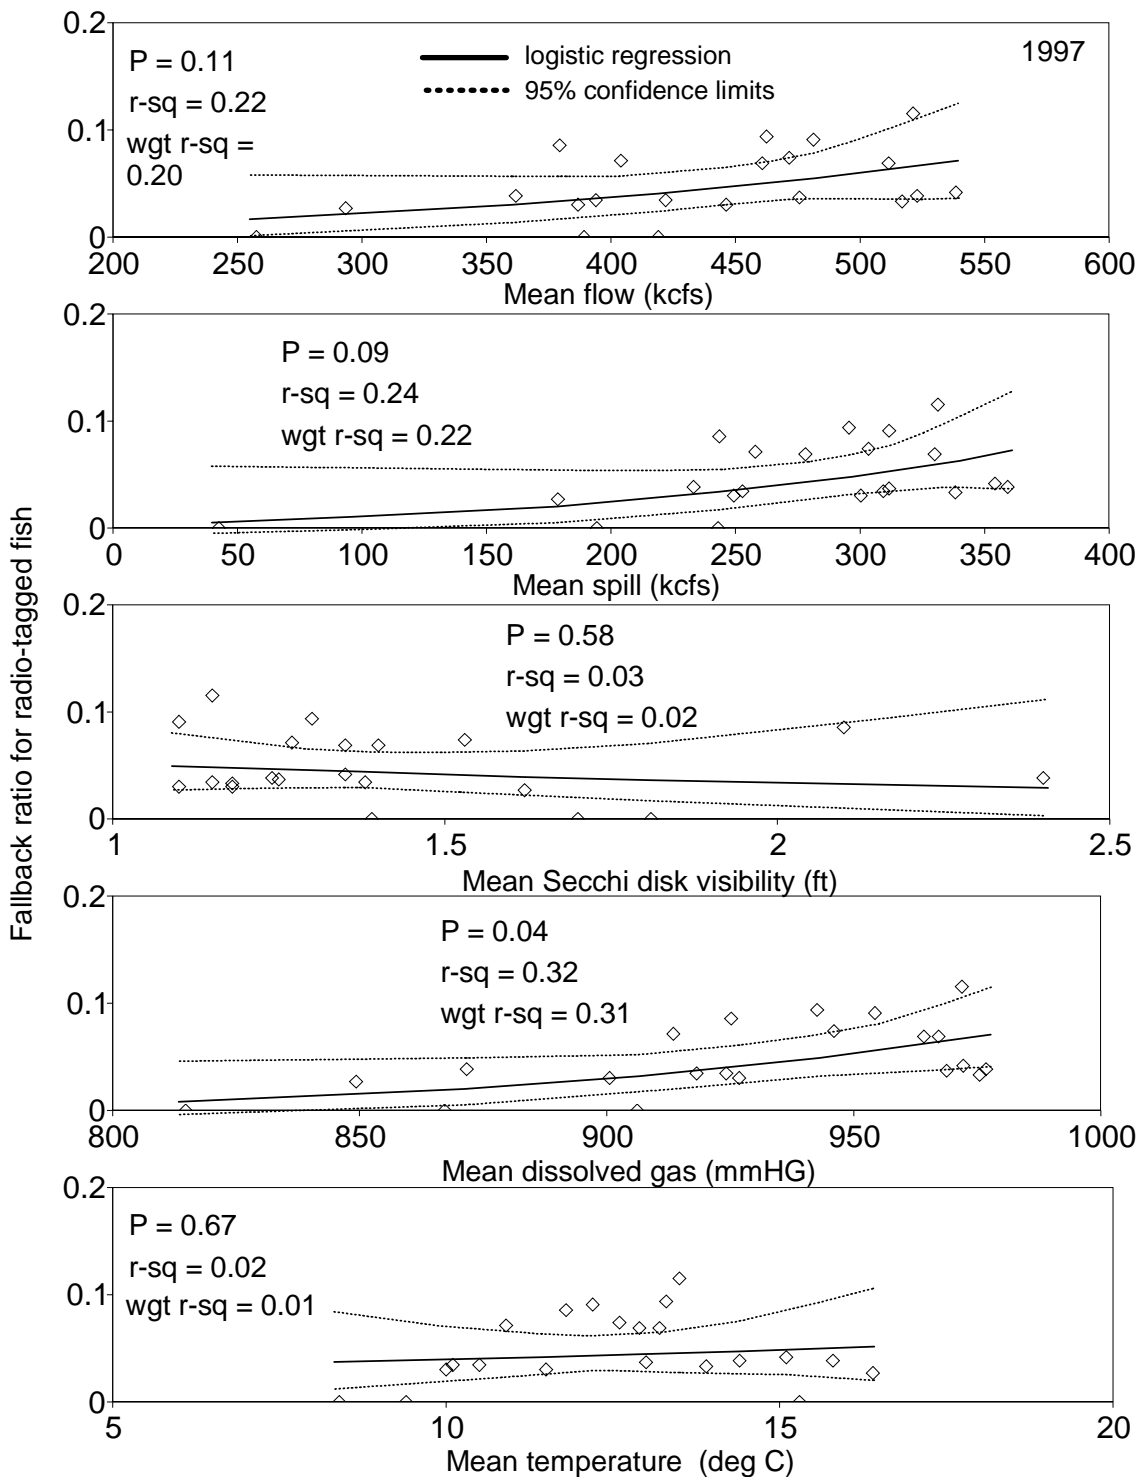 Fallback ratio for radio-tagged fish
0.2
P = 0.11
logistic regression
1997
r-sq = 0.22
95% confidence limits
0.1
wgt r-sq =
0.20
0
200 250 300 350 400 450 500 550 600
Mean flow (kcfs)
0.2
P = 0.09
r-sq = 0.24
0.1
wgt r-sq = 0.22
0
0 50 100 150 200 250 300 350 400
Mean spill (kcfs)
0.2
P = 0.58
r-sq = 0.03
0.1
wgt r-sq = 0.02
0
1 1.5 2 2.5
Mean Secchi disk visibility (ft)
0.2
P = 0.04
r-sq = 0.32
0.1
wgt r-sq = 0.31
0
800 850 900 950 1000
Mean dissolved gas (mmHG)
0.2
P = 0.67
r-sq = 0.02
0.1
wgt r-sq = 0.01
0
5 10 15 20
Mean temperature (deg C)